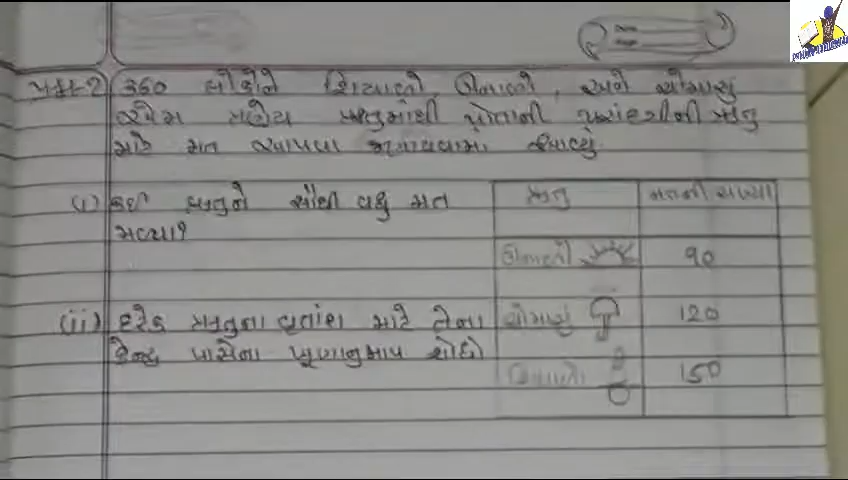 પ્રશ્ન-2 360 લોકોને શિયાળો, ઉનાળો, અને ચોમાસું
એમ ત્રણેય ઋતુમાંથી પોતાની પસંદગીની ઋતુ
માટે મત આપવા જણાવવામાં આવ્યું.
(i) કઈ ઋતુને સૌથી વધુ મત
મળ્યા?
ઋતુ મતની સંખ્યા
ઉનાળો 90
ચોમાસું 120
શિયાળો 150
(ii) દરેક ઋતુના વૃતાંશ માટે તેના
કેન્દ્ર પાસેના ખૂણાનુ માપ શોધો